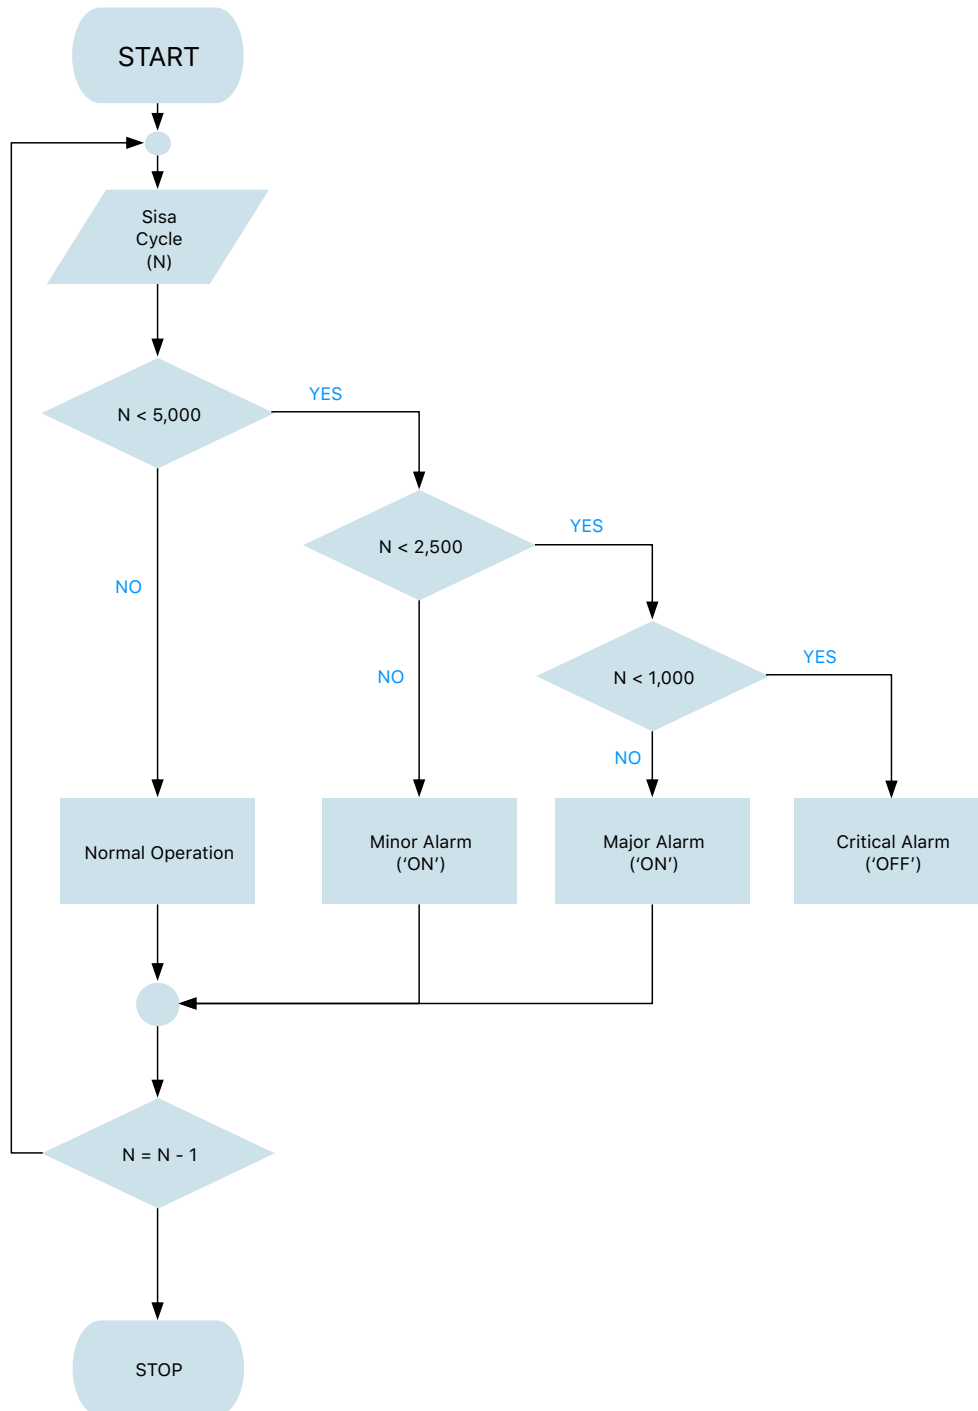 START
Sisa
Cycle
(N)
N < 5,000
YES
N < 2,500
YES
NO
N < 1,000
YES
NO
NO
Normal Operation
Minor Alarm
(‘ON’)
Major Alarm
(‘ON’)
Critical Alarm
(‘OFF’)
N = N - 1
STOP